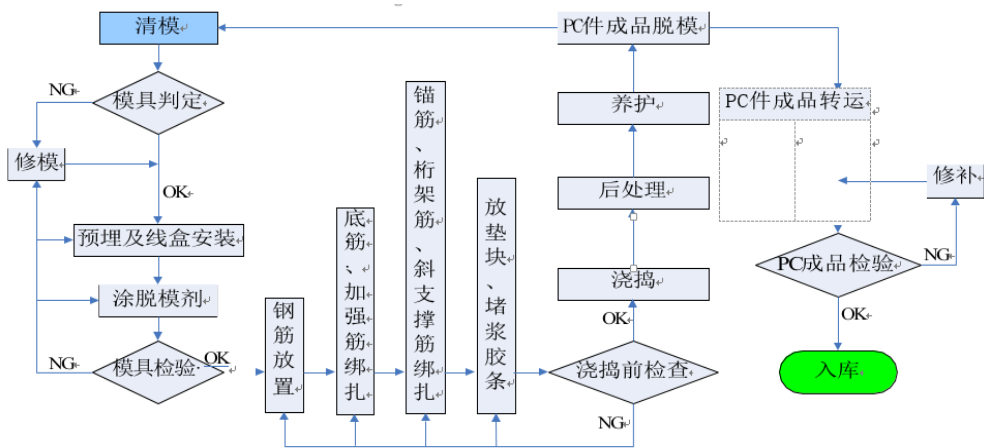 清模
PC件成品脱模
NG
模具判定
锚筋、桁架筋、斜支撑筋绑扎
养护
PC件成品转运
修模
OK
修补
底筋、加强筋绑扎
放垫块、堵浆胶条
后处理
预埋及线盒安装
PC成品检验
NG
涂脱模剂
钢筋放置
浇捣
OK
OK
NG
模具检验
OK
浇捣前检查
入库
NG